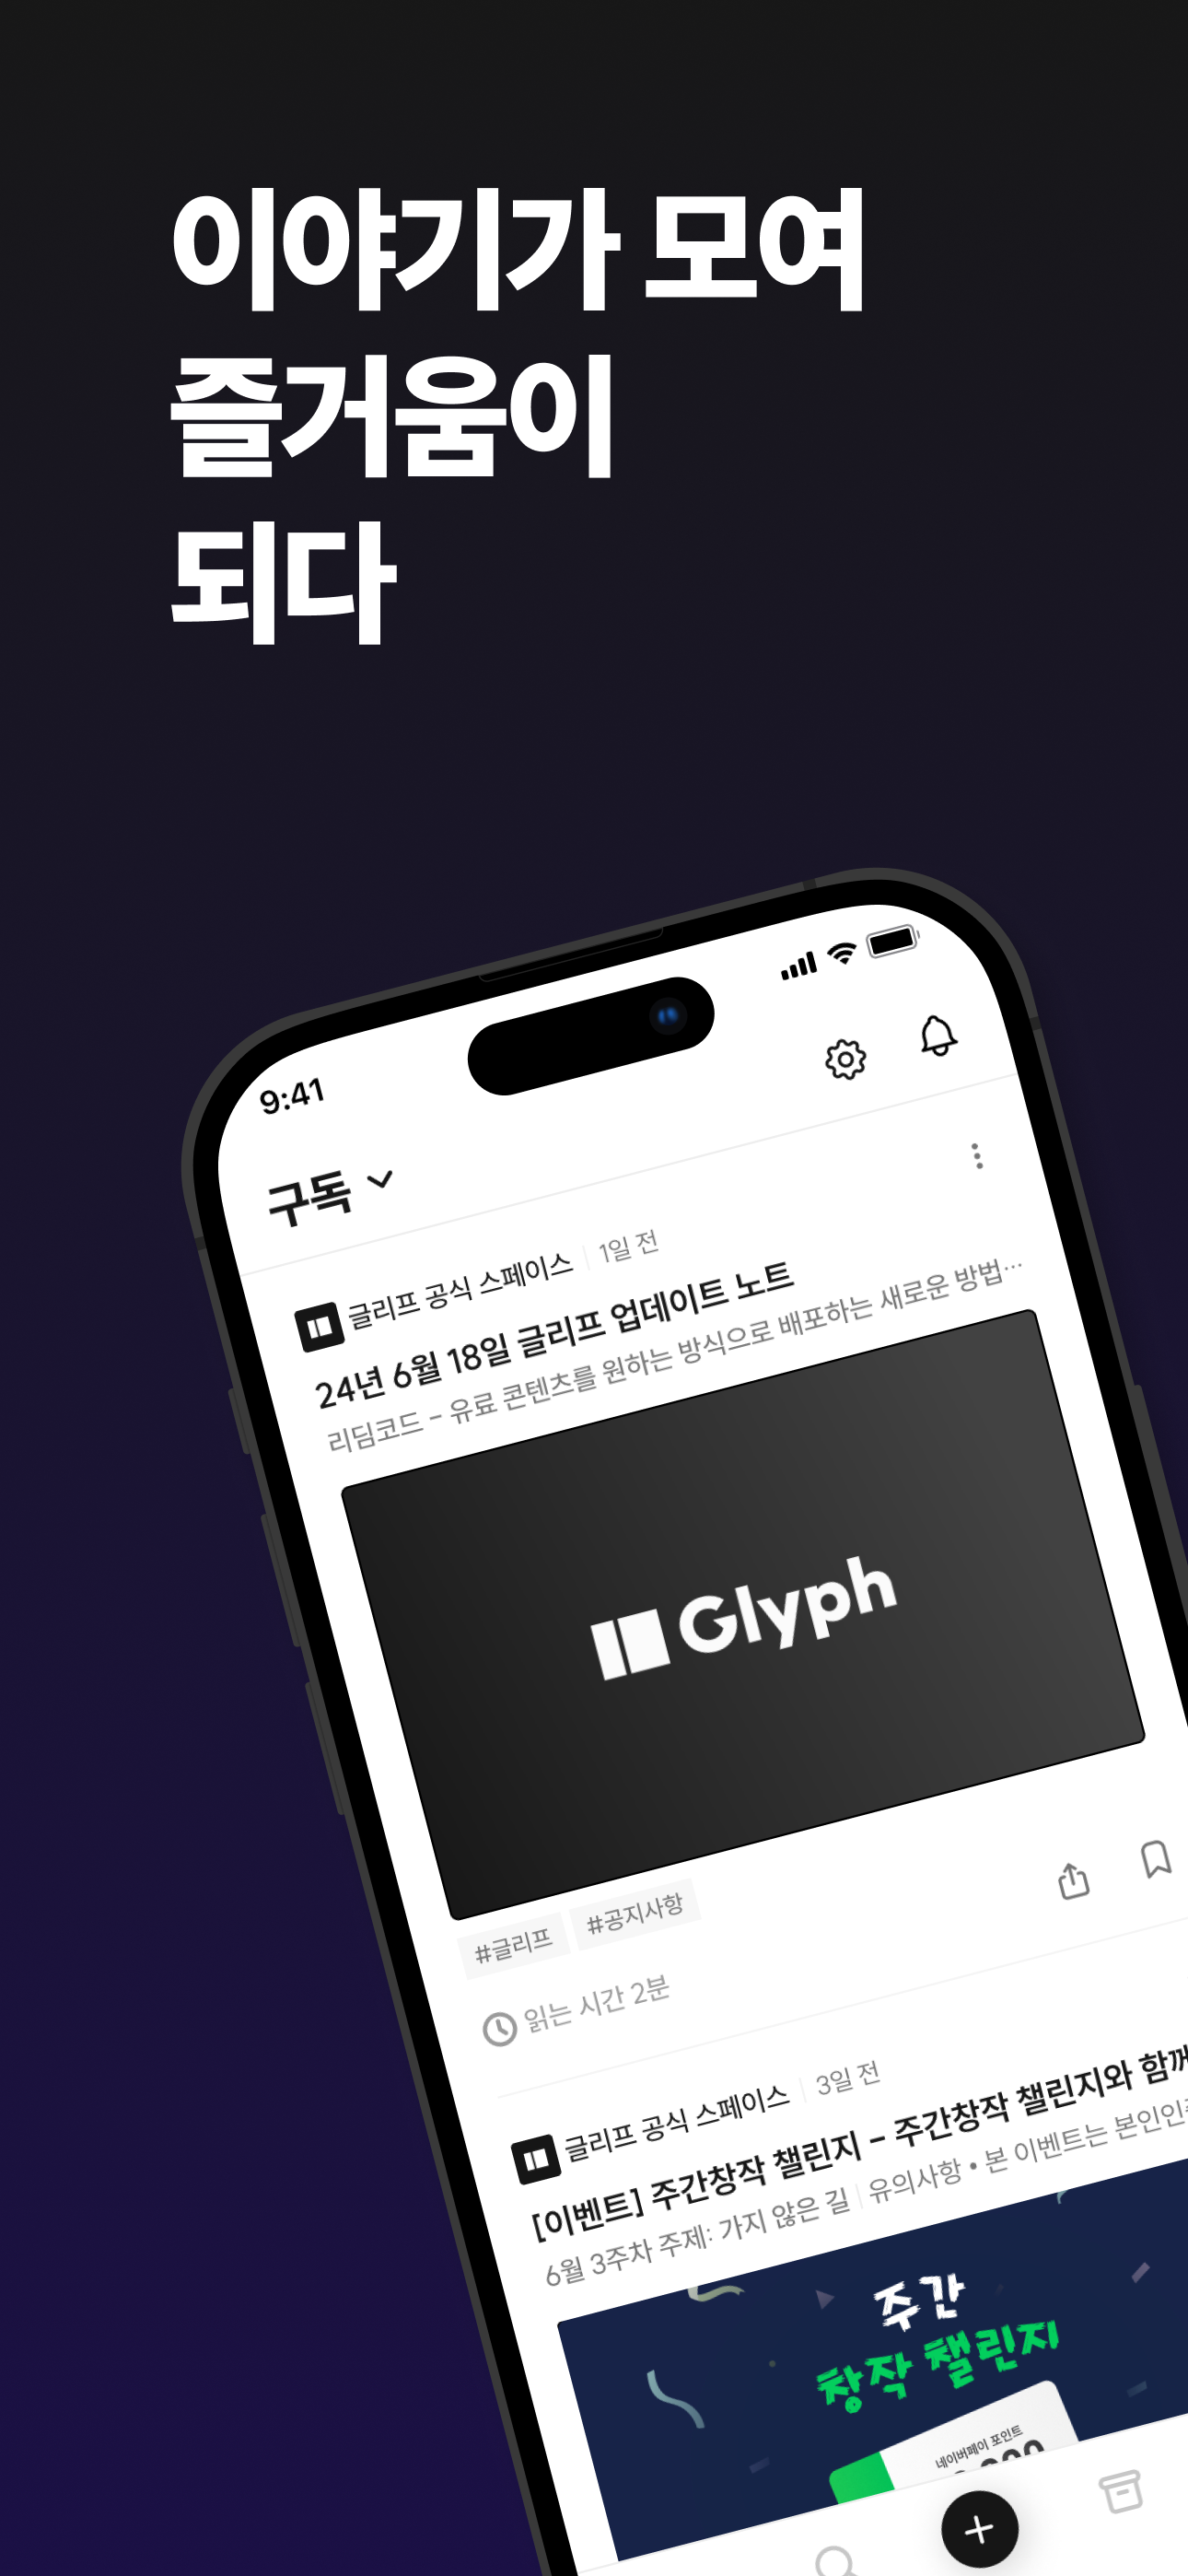 이야기가 모여
즐거움이
되다
9:41
구독
글리프 공식 스페이스 | 1일 전
24년 6월 18일 글리프 업데이트 노트
리딤코드 - 유료 콘텐츠를 원하는 방식으로 배포하는 새로운 방법…
Glyph
#글리프 #공지사항
읽는 시간 2분
글리프 공식 스페이스 | 3일 전
[이벤트] 주간창작 챌린지 - 주간창작 챌린지와 함께
6월 3주차 주제: 가지 않은 길 | 유의사항 • 본 이벤트는 본인인
주간
창작 챌린지
네이버페이 포인트